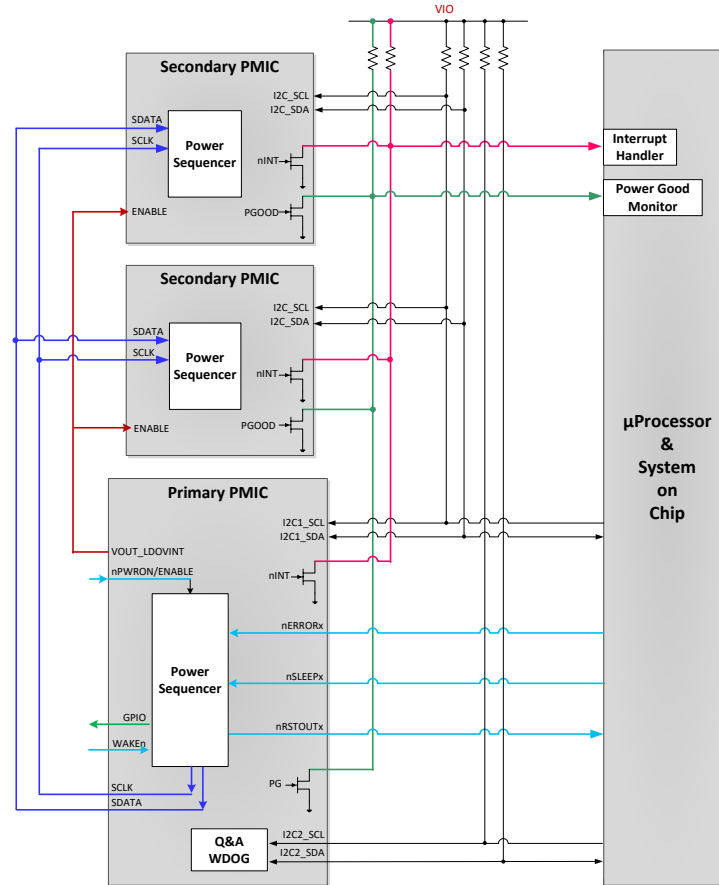 VIO
Secondary PMIC
I2C_SCL
I2C_SDA
SDATA
SCLK
Power
Sequencer
nINT
PGOOD
ENABLE
Interrupt
Handler
Power Good
Monitor
Secondary PMIC
I2C_SCL
I2C_SDA
SDATA
SCLK
Power
Sequencer
nINT
PGOOD
ENABLE
µProcessor
&
System
on
Chip
Primary PMIC
I2C1_SCL
I2C1_SDA
VOUT_LDOVINT
nPWRON/ENABLE
nINT
nERRORx
Power
Sequencer
nSLEEPx
GPIO
nRSTOUTx
WAKEn
SCLK
SDATA
PG
Q&A
WDOG
I2C2_SCL
I2C2_SDA